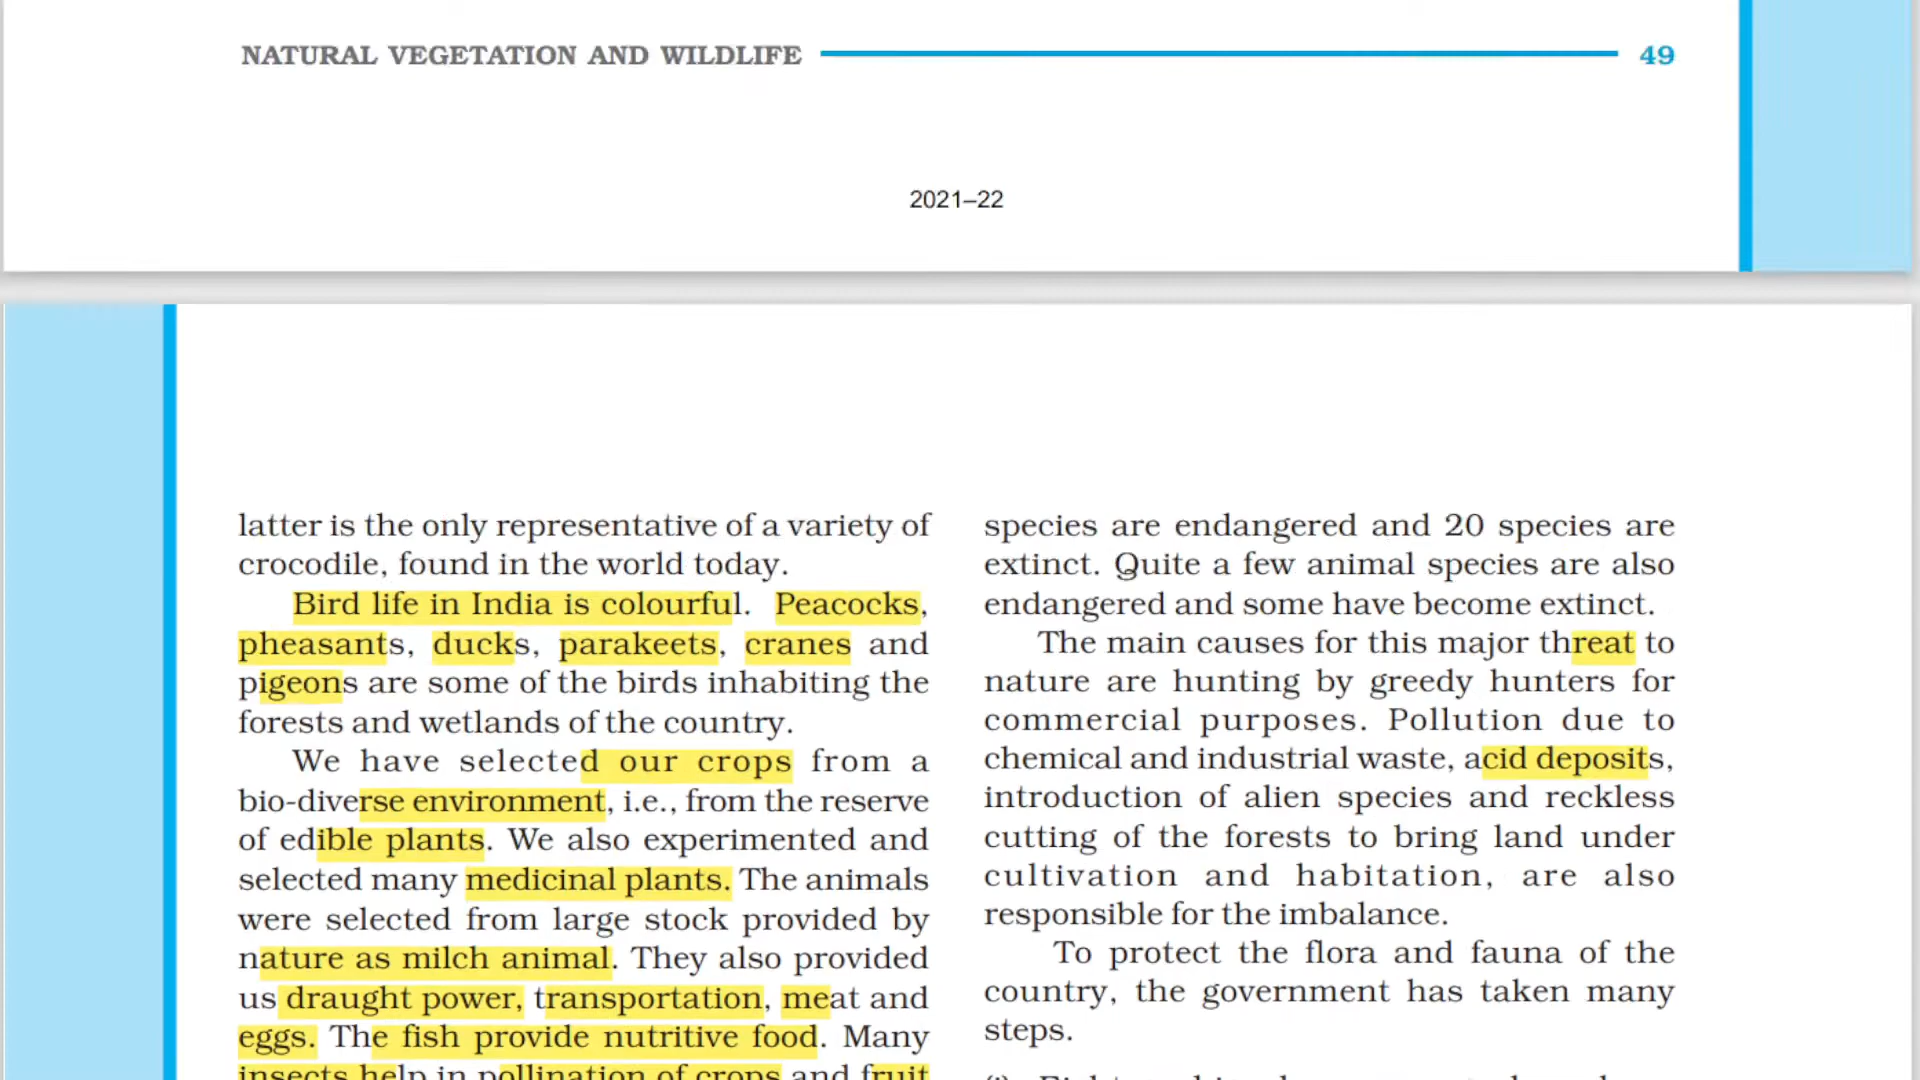 NATURAL VEGETATION AND WILDLIFE 49
2021–22
latter is the only representative of a variety of
crocodile, found in the world today.
Bird life in India is colourful. Peacocks,
pheasants, ducks, parakeets, cranes and
pigeons are some of the birds inhabiting the
forests and wetlands of the country.
We have selected our crops from a
bio-diverse environment, i.e., from the reserve
of edible plants. We also experimented and
selected many medicinal plants. The animals
were selected from large stock provided by
nature as milch animal. They also provided
us draught power, transportation, meat and
eggs. The fish provide nutritive food. Many
insects help in pollination of crops and fruit
species are endangered and 20 species are
extinct. Quite a few animal species are also
endangered and some have become extinct.
The main causes for this major threat to
nature are hunting by greedy hunters for
commercial purposes. Pollution due to
chemical and industrial waste, acid deposits,
introduction of alien species and reckless
cutting of the forests to bring land under
cultivation and habitation, are also
responsible for the imbalance.
To protect the flora and fauna of the
country, the government has taken many
steps.